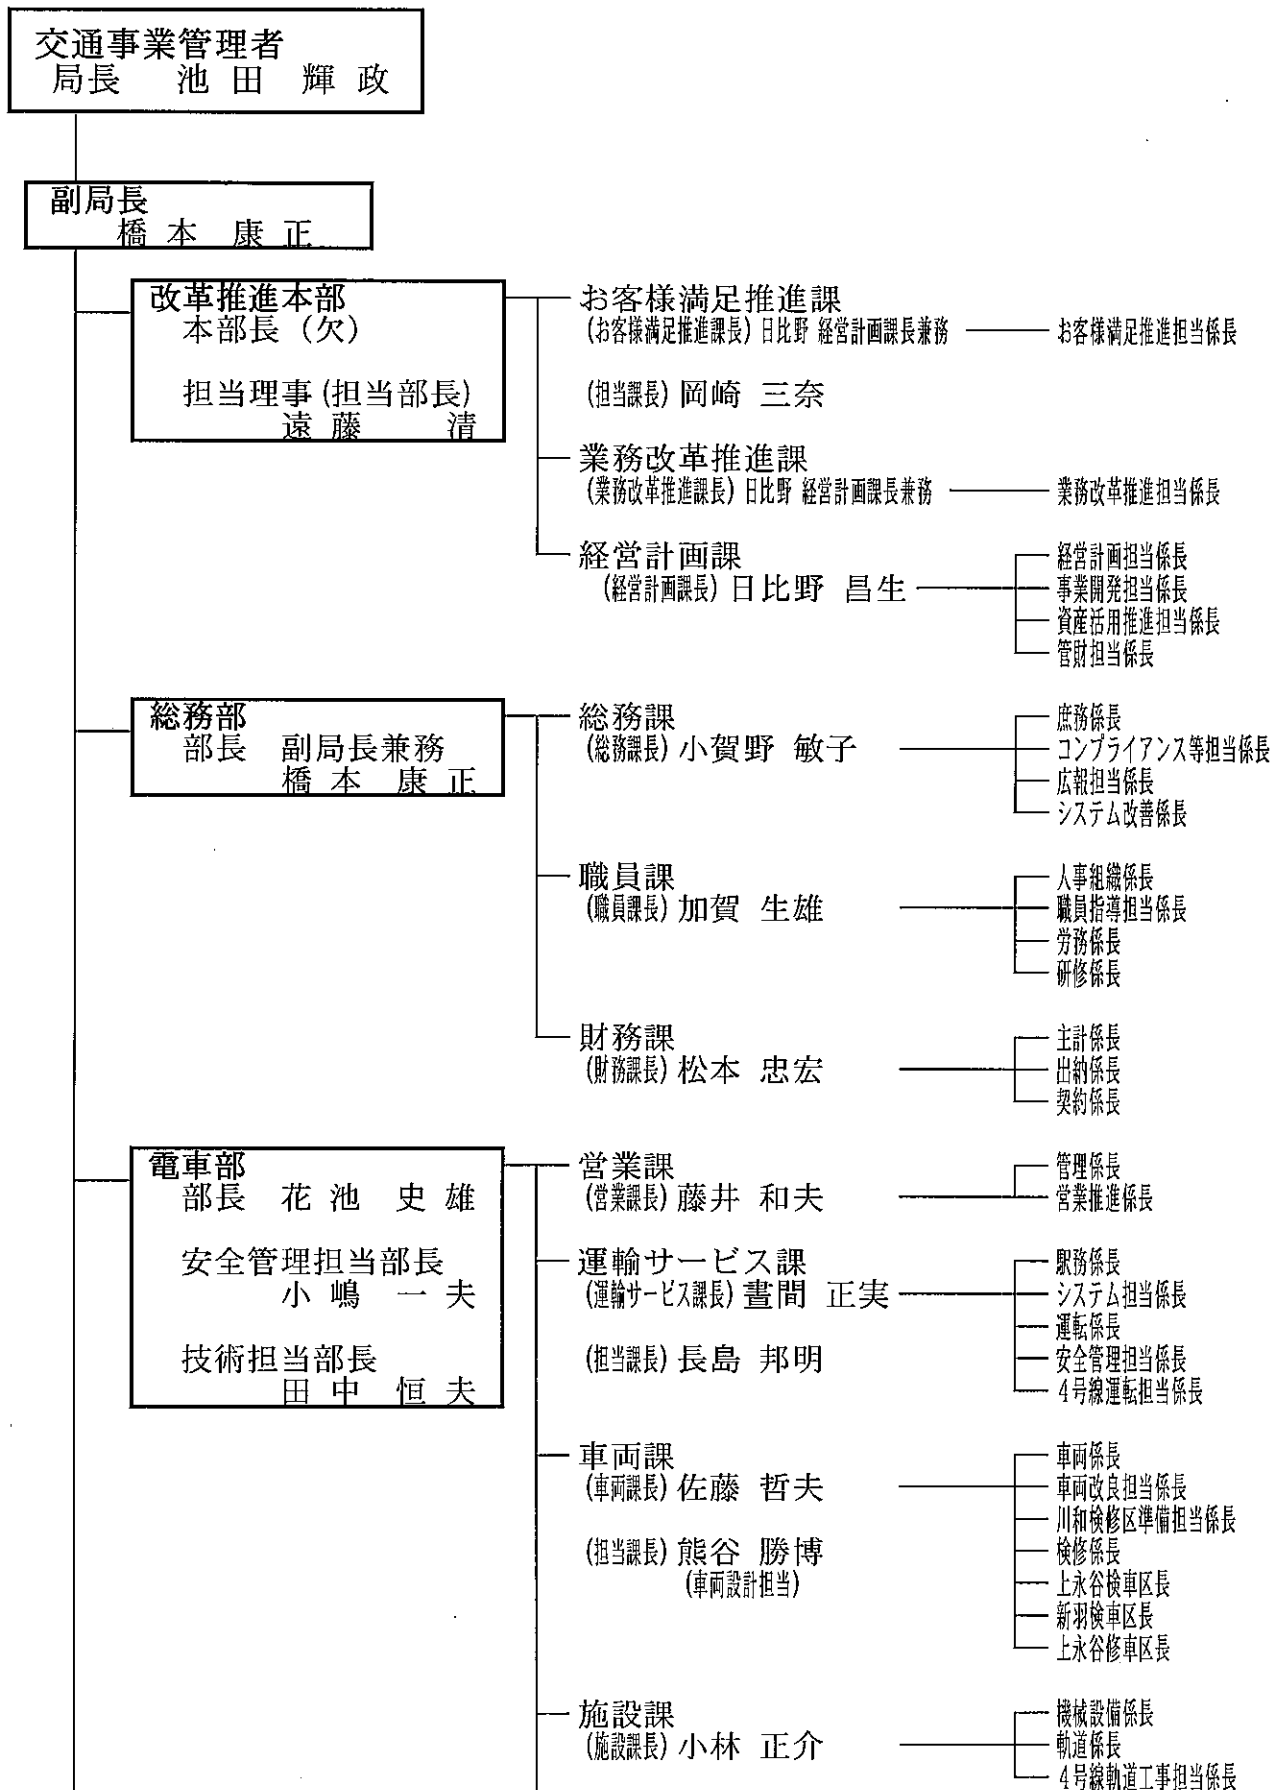 交通事業管理者
局長 池田 輝政
副局長
橋本 康正
改革推進本部
本部長（欠）
担当理事(担当部長)
遠藤 清
お客様満足推進課
(お客様満足推進課長) 日比野 経営計画課長兼務
お客様満足推進担当係長
(担当課長) 岡崎 三奈
業務改革推進課
(業務改革推進課長) 日比野 経営計画課長兼務
業務改革推進担当係長
経営計画課
(経営計画課長) 日比野 昌生
経営計画担当係長
事業開発担当係長
資産活用推進担当係長
管財担当係長
総務部
部長 副局長兼務
橋本 康正
総務課
(総務課長) 小賀野 敏子
庶務係長
コンプライアンス等担当係長
広報担当係長
システム改善係長
職員課
(職員課長) 加賀 生雄
人事組織係長
職員指導担当係長
労務係長
研修係長
財務課
(財務課長) 松本 忠宏
主計係長
出納係長
契約係長
電車部
部長 花池 史雄
安全管理担当部長
小嶋 一夫
技術担当部長
田中 恒夫
営業課
(営業課長) 藤井 和夫
管理係長
営業推進係長
運輸サービス課
(運輸サービス課長) 晝間 正実
(担当課長) 長島 邦明
駅務係長
システム担当係長
運転係長
安全管理担当係長
4号線運転担当係長
車両課
(車両課長) 佐藤 哲夫
(担当課長) 熊谷 勝博
(車両設計担当)
車両係長
車両改良担当係長
川和検修区準備担当係長
検修係長
上永谷検車区長
新羽検車区長
上永谷修車区長
施設課
(施設課長) 小林 正介
機械設備係長
軌道係長
4号線軌道工事担当係長